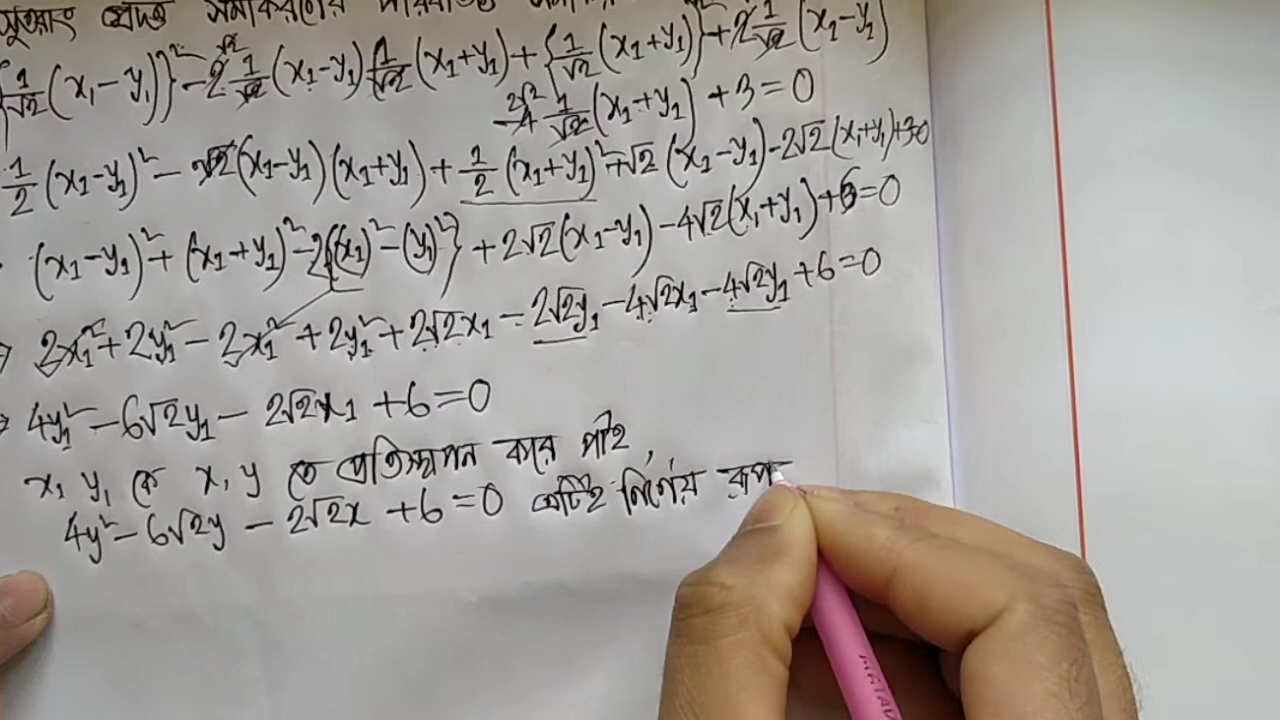 সুতরাং প্রদত্ত সমীকরণের পরিবর্তিত
{1/√2 (x₁-y₁)}² - 2 1/√2 (x₁-y₁) 1/√2 (x₁+y₁) + {1/√2 (x₁+y₁)}² + 2 1/√2 (x₁-y₁)
-4 1/√2 (x₁+y₁) + 3 = 0
1/2 (x₁-y₁)² - (x₁-y₁)(x₁+y₁) + 1/2 (x₁+y₁)² + √2 (x₁-y₁) - 2√2 (x₁+y₁) + 3=0
(x₁-y₁)² + (x₁+y₁)² - 2{(x₁)² - (y₁)²} + 2√2 (x₁-y₁) - 4√2 (x₁+y₁) + 6 = 0
⇒ 2x₁² + 2y₁² - 2x₁² + 2y₁² + 2√2x₁ - 2√2y₁ - 4√2x₁ - 4√2y₁ + 6 = 0
⇒ 4y₁² - 6√2y₁ - 2√2x₁ + 6 = 0
x₁ y₁ কে x, y তে প্রতিস্থাপন করে পাই,
4y² - 6√2y - 2√2x + 6 = 0 এটিই নির্ণেয় রূপ